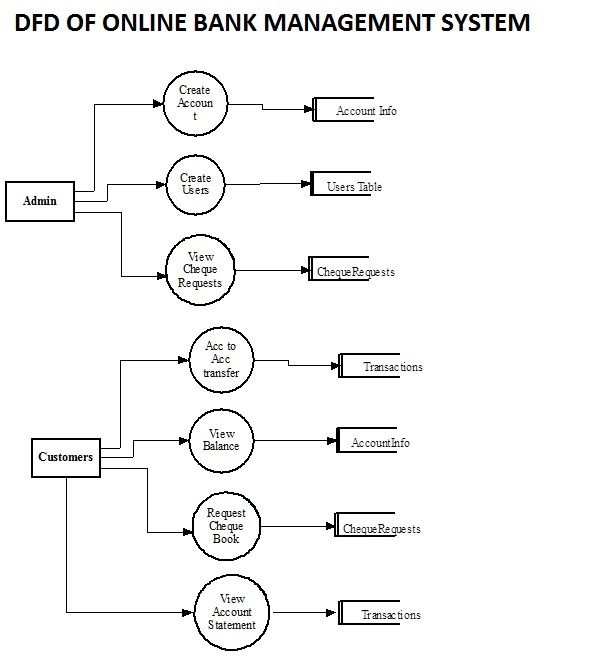 DFD OF ONLINE BANK MANAGEMENT SYSTEM
Create
Accoun
t
Account Info
Create
Users
Users Table
Admin
View
Cheque
Requests
ChequeRequests
Acc to
Acc
transfer
Transactions
View
Balance
AccountInfo
Customers
Request
Cheque
Book
ChequeRequests
View
Account
Statement
Transactions